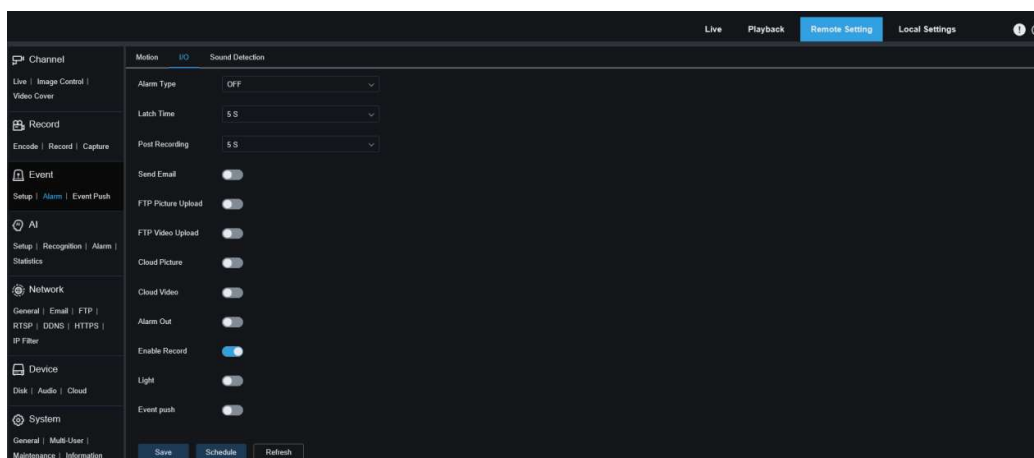 Live Playback Remote Setting Local Settings
Channel
Live | Image Control |
Video Cover
Record
Encode | Record | Capture
Event
Setup | Alarm | Event Push
AI
Setup | Recognition | Alarm |
Statistics
Network
General | Email | FTP |
RTSP | DDNS | HTTPS |
IP Filter
Device
Disk | Audio | Cloud
System
General | Multi-User |
Maintenance | Information
Motion I/O Sound Detection
Alarm Type OFF
Latch Time 5 S
Post Recording 5 S
Send Email
FTP Picture Upload
FTP Video Upload
Cloud Picture
Cloud Video
Alarm Out
Enable Record
Light
Event push
Save Schedule Refresh